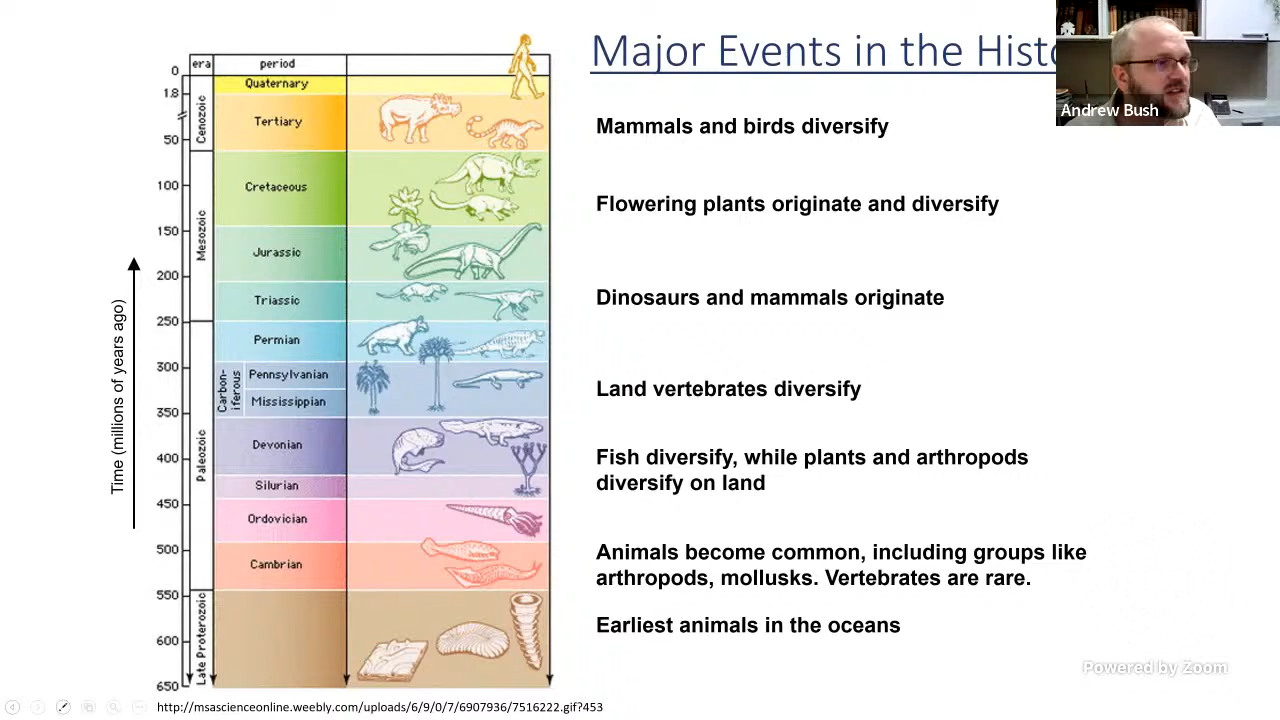 Major Events in the Histo
Andrew Bush
era
period
0
1.8
50
100
150
200
250
300
350
400
450
500
550
600
650
Time (millions of years ago)
Cenozoic
Mesozoic
Paleozoic
Late Proterozoic
Quaternary
Tertiary
Cretaceous
Jurassic
Triassic
Permian
Carbon-
iferous
Pennsylvanian
Mississippian
Devonian
Silurian
Ordovician
Cambrian
Mammals and birds diversify
Flowering plants originate and diversify
Dinosaurs and mammals originate
Land vertebrates diversify
Fish diversify, while plants and arthropods
diversify on land
Animals become common, including groups like
arthropods, mollusks. Vertebrates are rare.
Earliest animals in the oceans
Powered by Zoom
http://msascienceonline.weebly.com/uploads/6/9/0/7/6907936/7516222.gif?453